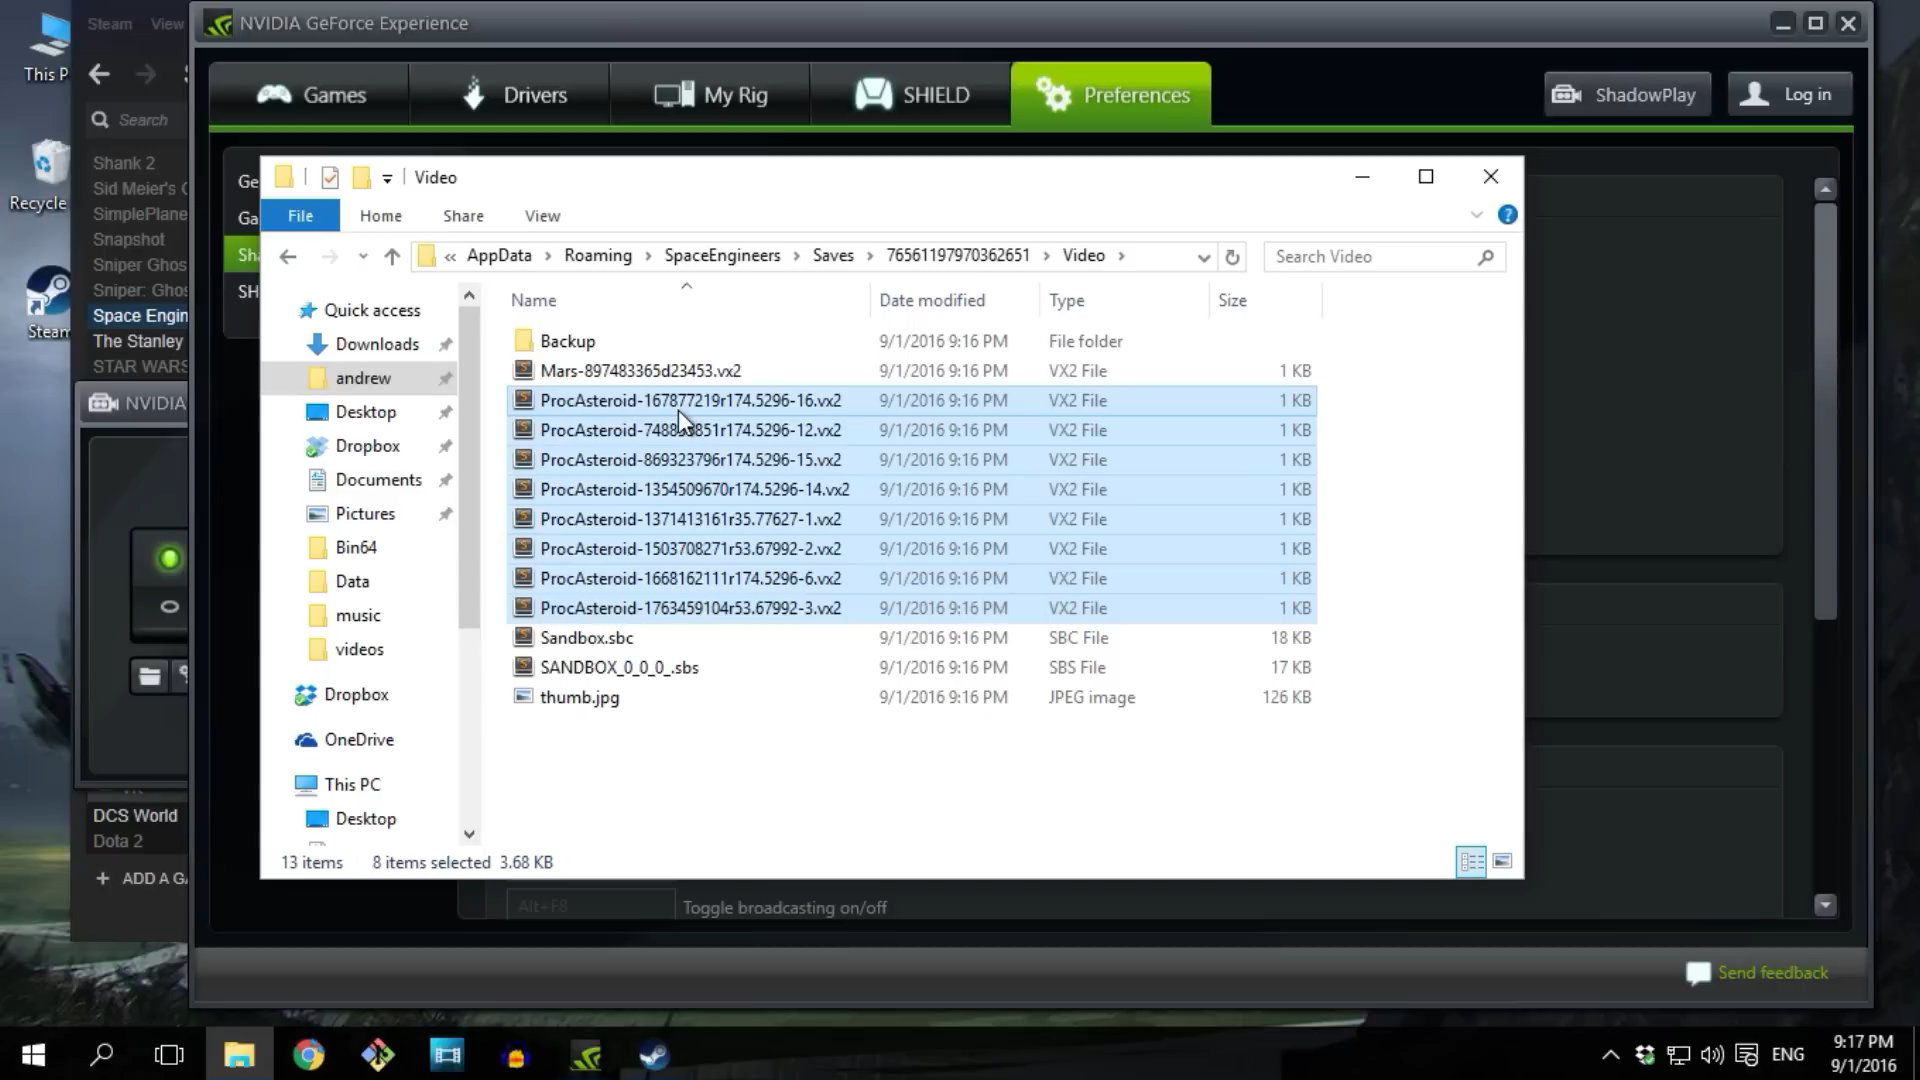 This P
Recycle
Steam
Steam View
Search
Shank 2
Sid Meier's C
SimplePlane
Snapshot
Sniper Ghos
Sniper: Ghos
Space Engin
The Stanley
STAR WARS
NVIDIA
DCS World
Dota 2
+ ADD A GA
NVIDIA GeForce Experience
Games
Drivers
My Rig
SHIELD
Preferences
ShadowPlay
Log in
Ge
Ga
Sha
SH
Video
File Home Share View
« AppData › Roaming › SpaceEngineers › Saves › 76561197970362651 › Video ›
Search Video
Quick access
Downloads
andrew
Desktop
Dropbox
Documents
Pictures
Bin64
Data
music
videos
Dropbox
OneDrive
This PC
Desktop
Name Date modified Type Size
Backup 9/1/2016 9:16 PM File folder
Mars-897483365d23453.vx2 9/1/2016 9:16 PM VX2 File 1 KB
ProcAsteroid-167877219r174.5296-16.vx2 9/1/2016 9:16 PM VX2 File 1 KB
9/1/2016 9:16 PM VX2 File 1 KB
ProcAsteroid-869323796r174.5296-15.vx2 9/1/2016 9:16 PM VX2 File 1 KB
ProcAsteroid-1354509670r174.5296-14.vx2 9/1/2016 9:16 PM VX2 File 1 KB
ProcAsteroid-1371413161r35.77627-1.vx2 9/1/2016 9:16 PM VX2 File 1 KB
ProcAsteroid-1503708271r53.67992-2.vx2 9/1/2016 9:16 PM VX2 File 1 KB
ProcAsteroid-1668162111r174.5296-6.vx2 9/1/2016 9:16 PM VX2 File 1 KB
ProcAsteroid-1763459104r53.67992-3.vx2 9/1/2016 9:16 PM VX2 File 1 KB
Sandbox.sbc 9/1/2016 9:16 PM SBC File 18 KB
SANDBOX_0_0_0_.sbs 9/1/2016 9:16 PM SBS File 17 KB
thumb.jpg 9/1/2016 9:16 PM JPEG image 126 KB
13 items 8 items selected 3.68 KB
Alt+F8 Toggle broadcasting on/off
Send feedback
ENG
9:17 PM
9/1/2016